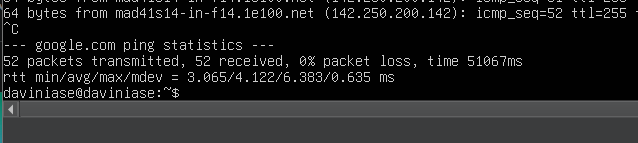 64 bytes from mad41s14-in-f14.1e100.net (142.250.200.142): icmp_seq=52 ttl=255
^C
--- google.com ping statistics ---
52 packets transmitted, 52 received, 0% packet loss, time 51067ms
rtt min/avg/max/mdev = 3.065/4.122/6.383/0.635 ms
daviniase@daviniase:~$